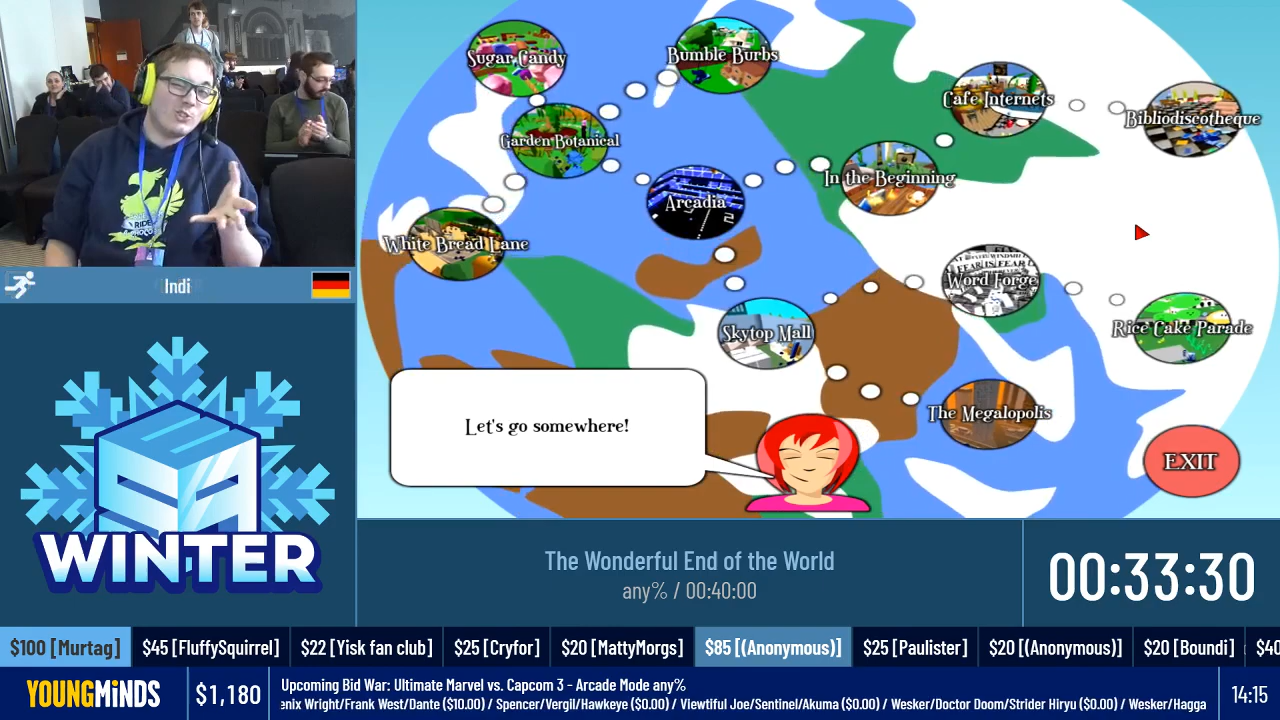 Sugar Candy
Bumble Burbs
Cafe Internets
Bibliodiscotheque
Garden Botanical
In the Beginning
Arcadia
White Bread Lane
Word Forge
Skytop Mall
Rice Cake Parade
The Megalopolis
EXIT
Let's go somewhere!
Indi
WINTER
The Wonderful End of the World
any% / 00:40:00
00:33:30
$100 [Murtag]
$45 [FluffySquirrel]
$22 [Yisk fan club]
$25 [Cryfor]
$20 [MattyMorgs]
$85 [(Anonymous)]
$25 [Paulister]
$20 [(Anonymous)]
$20 [Boundi]
YOUNGMINDS
$1,180
Upcoming Bid War: Ultimate Marvel vs. Capcom 3 - Arcade Mode any%
enix Wright/Frank West/Dante ($10.00) / Spencer/Vergil/Hawkeye ($0.00) / Viewtiful Joe/Sentinel/Akuma ($0.00) / Wesker/Doctor Doom/Strider Hiryu ($0.00) / Wesker/Hagga
14:15